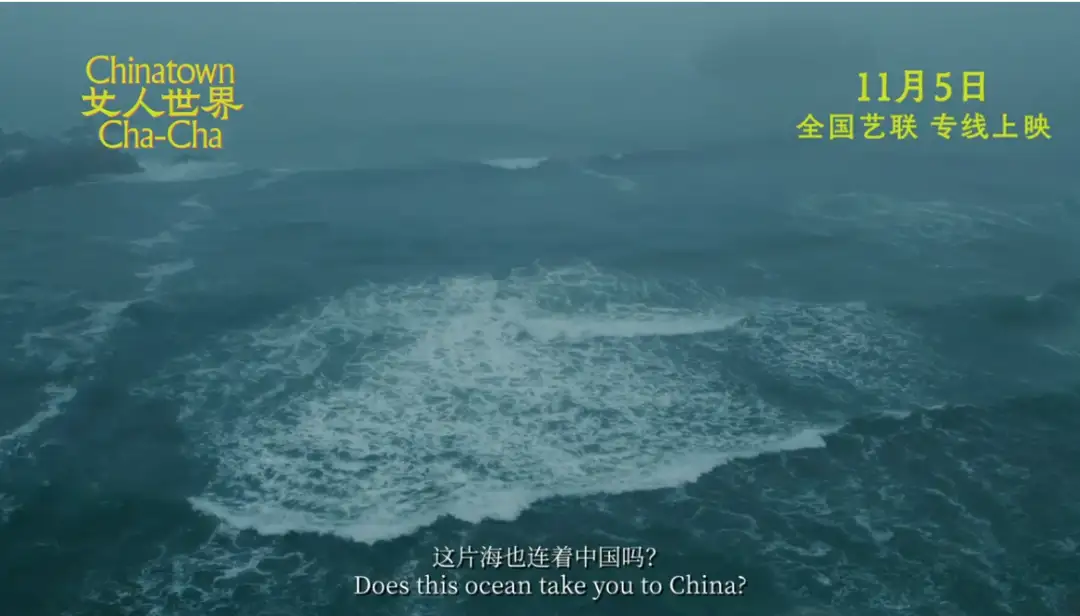 Chinatown
女人世界
Cha-Cha
11月5日
全国艺联 专线上映
这片海也连着中国吗?
Does this ocean take you to China?